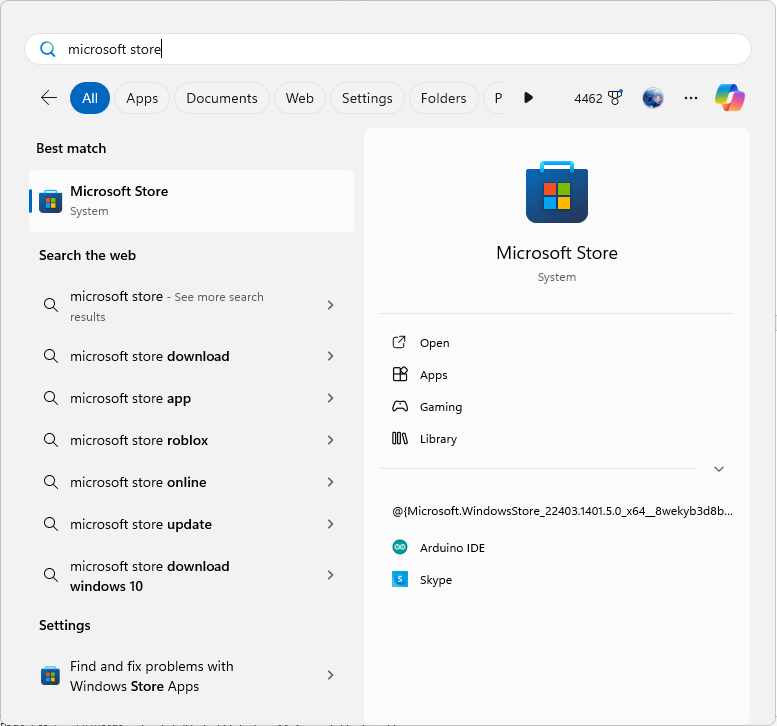 microsoft store
All Apps Documents Web Settings Folders P 4462
Best match
Microsoft Store
System
Search the web
microsoft store - See more search
results
microsoft store download
microsoft store app
microsoft store roblox
microsoft store online
microsoft store update
microsoft store download
windows 10
Settings
Find and fix problems with
Windows Store Apps
Microsoft Store
System
Open
Apps
Gaming
Library
@{Microsoft.WindowsStore_22403.1401.5.0_x64__8wekyb3d8b...
Arduino IDE
Skype